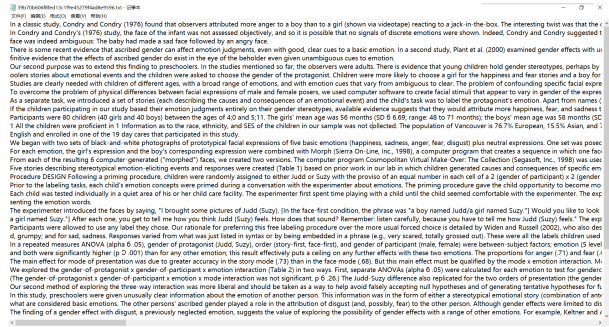 39b70b606f8fed13c1ffe45279f4ad8e9596.txt - 记事本
文件(F) 编辑(E) 格式(O) 查看(V) 帮助(H)
In a classic study, Condry and Condry (1976) found that observers attributed more anger to a boy than to a girl (shown via videotape) reacting to a jack-in-the-box. The interesting twist was that the c
In Condry and Condry's (1976) study, the face of the infant was not assessed objectively, and so it is possible that no signals of discrete emotions were shown. Indeed, Condry and Condry suggested t
face was indeed ambiguous: The baby had made a sad face followed by an angry face.
There is some recent evidence that ascribed gender can affect emotion judgments, even with good, clear cues to a basic emotion. In a second study, Plant et al. (2000) examined gender effects with u
finitive evidence that the effects of ascribed gender do exist in the eye of the beholder even given unambiguous cues to emotion.
Our second purpose was to extend this finding to preschoolers. In the studies mentioned so far, the observers were adults. There is evidence that young children hold gender stereotypes, perhaps by
oolers stories about emotional events and the children were asked to choose the gender of the protagonist. Children were more likely to choose a girl for the happiness and fear stories and a boy for
Studies are clearly needed with children of different ages, with a broad range of emotions, and with emotion cues that vary from ambiguous to clear. The problem of confounding specific facial expre
To overcome the problem of physical differences between facial expressions of male and female posers, we used computer software to create facial stimuli that appear to vary in gender of the expres
As a separate task, we introduced a set of stories (each describing the causes and consequences of an emotional event) and the child's task was to label the protagonist's emotion. Apart from names(
If the children participating in our study based their emotion judgments entirely on their gender stereotypes, available evidence suggests that they would attribute more happiness, fear, and sadness t
Participants were 80 children (40 girls and 40 boys) between the ages of 4;0 and 5;11. The girls' mean age was 56 months (SD 6 6.69; range: 48 to 71 months); the boys' mean age was 58 months (SD
1 All the children were proficient in 1 Information as to the race, ethnicity, and SES of the children in our sample was not collected. The population of Vancouver is 76.7% European, 15.5% Asian, and
English and enrolled in one of the 19 day cares that participated in this study.
We began with two sets of black-and-white photographs of prototypical facial expressions of five basic emotions (happiness, sadness, anger, fear, disgust) plus neutral expressions. One set was posec
For each emotion, the girl's expression and the boy's corresponding expression were combined with Morph (Sierra On-Line, Inc., 1998), a computer program that creates a sequence in which one fac
From each of the resulting 6 computer-generated ("morphed") faces, we created two versions. The computer program Cosmopolitan Virtual Make-Over: The Collection (Segasoft, Inc., 1998) was used
Five stories describing stereotypical emotion-eliciting events and responses were created (Table 1) based on prior work in our lab in which children generated causes and consequences of specific em
Procedure DESIGN Following a priming procedure, children were randomly assigned to either Judd or Suzy with the proviso of an equal number in each cell of a 2 (gender of participant) x 2 (gender
Prior to the labeling tasks, each child's emotion concepts were primed during a conversation with the experimenter about emotions. The priming procedure gave the child opportunity to become mo
Each child was tested individually in a quiet area of his or her child care facility. The experimenter first spent time playing with a child until the child seemed comfortable with the experimenter. The exp
senting the emotion words.
The experimenter introduced the faces by saying, "I brought some pictures of Judd (Suzy). [In the face-first condition, the phrase was "a boy named Judd/a girl named Suzy."] Would you like to look
a girl named Suzy").] After each one, you get to tell me how you think Judd (Suzy) feels. How does that sound? Remember: listen carefully, because you have to tell me how Judd (Suzy) feels." The exp
Participants were allowed to use any label they chose. Our rationale for preferring this free labeling procedure over the more usual forced choice is detailed by Widen and Russell (2002), who also des
d, grumpy; and for sad, sadness. Responses varied from what was just listed in syntax or by being embedded in a phrase (e.g., very scared, totally grossed out). These were all the labels children used
In a repeated measures ANOVA (alpha 6 .05), gender of protagonist (Judd, Suzy), order (story-first, face-first), and gender of participant (male, female) were between-subject factors; emotion (5 level
and both were significantly higher (p D .001) than for any other emotion; this result effectively puts a ceiling on any further effects with these two emotions. The proportions for anger (.71) and fear (.
The main effect for mode of presentation was due to greater accuracy in the story mode (.73) than in the face mode (.68). But this main effect must be qualified by the mode x emotion interaction. M
We explored the gender-of-protagonist x gender-of-participant x emotion interaction (Table 2) in two ways. First, separate ANOVAs (alpha 6 .05) were calculated for each emotion to test for gender
(The gender-of-protagonist x gender-of-participant x emotion x mode interaction was not significant, p 6 .26.) The Judd-Suzy difference also replicated for the two orders of presentation (the gender
Our second method of exploring the three-way interaction was more liberal and should be taken as a way to help avoid falsely accepting null hypotheses and of generating tentative hypotheses for fu
In this study, preschoolers were given unusually clear information about the emotion of another person. This information was in the form of either a stereotypical emotional story (combination of ante
what are considered basic emotions. The other persons' ascribed gender played a role in the attribution of disgust (and, possibly, fear) to the other person. Although gender effects were limited to dis
The finding of a gender effect with disgust, a previously neglected emotion, suggests the value of exploring the possibility of gender effects with a range of other emotions. For example, Keltner and A